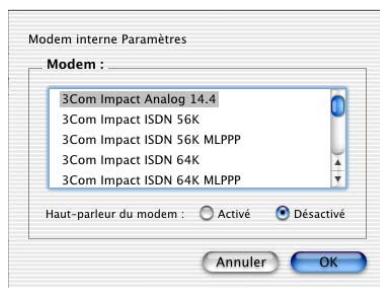 Modem interne Paramètres
Modem :
3Com Impact Analog 14.4
3Com Impact ISDN 56K
3Com Impact ISDN 56K MLPPP
3Com Impact ISDN 64K
3Com Impact ISDN 64K MLPPP
Haut-parleur du modem : Activé Désactivé
Annuler OK